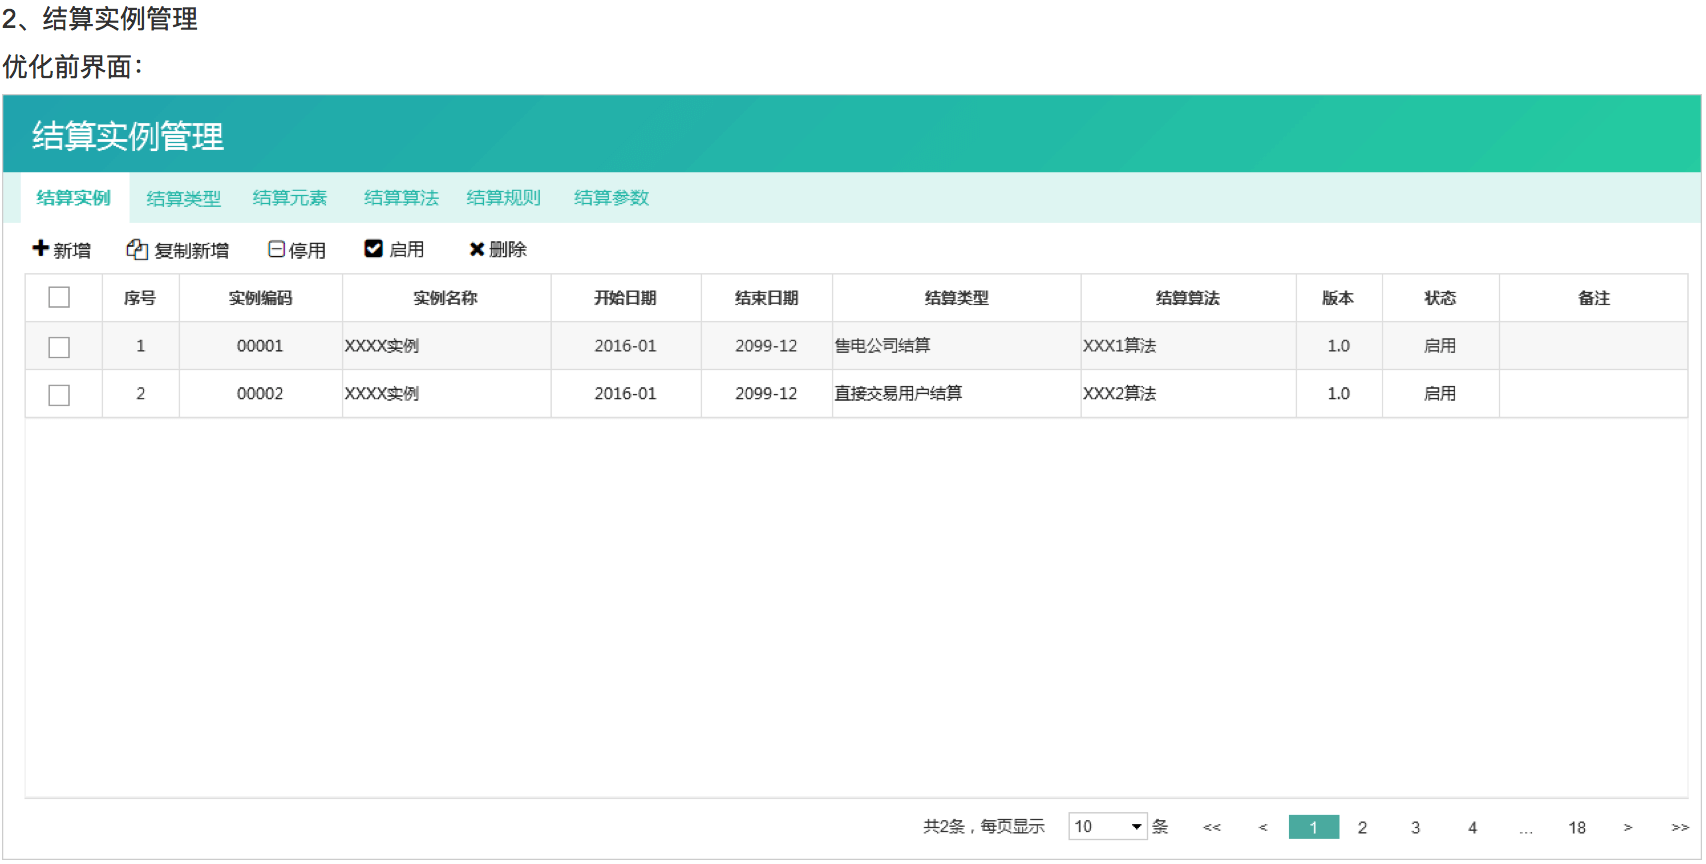 2、结算实例管理
优化前界面：
结算实例管理
结算实例 结算类型 结算元素 结算算法 结算规则 结算参数
新增 复制新增 停用 启用 删除
序号 实例编码 实例名称 开始日期 结束日期 结算类型 结算算法 版本 状态 备注
1 00001 XXXX实例 2016-01 2099-12 售电公司结算 XXX1算法 1.0 启用
2 00002 XXXX实例 2016-01 2099-12 直接交易用户结算 XXX2算法 1.0 启用
共2条，每页显示 10 条 << < 1 2 3 4 ... 18 > >>